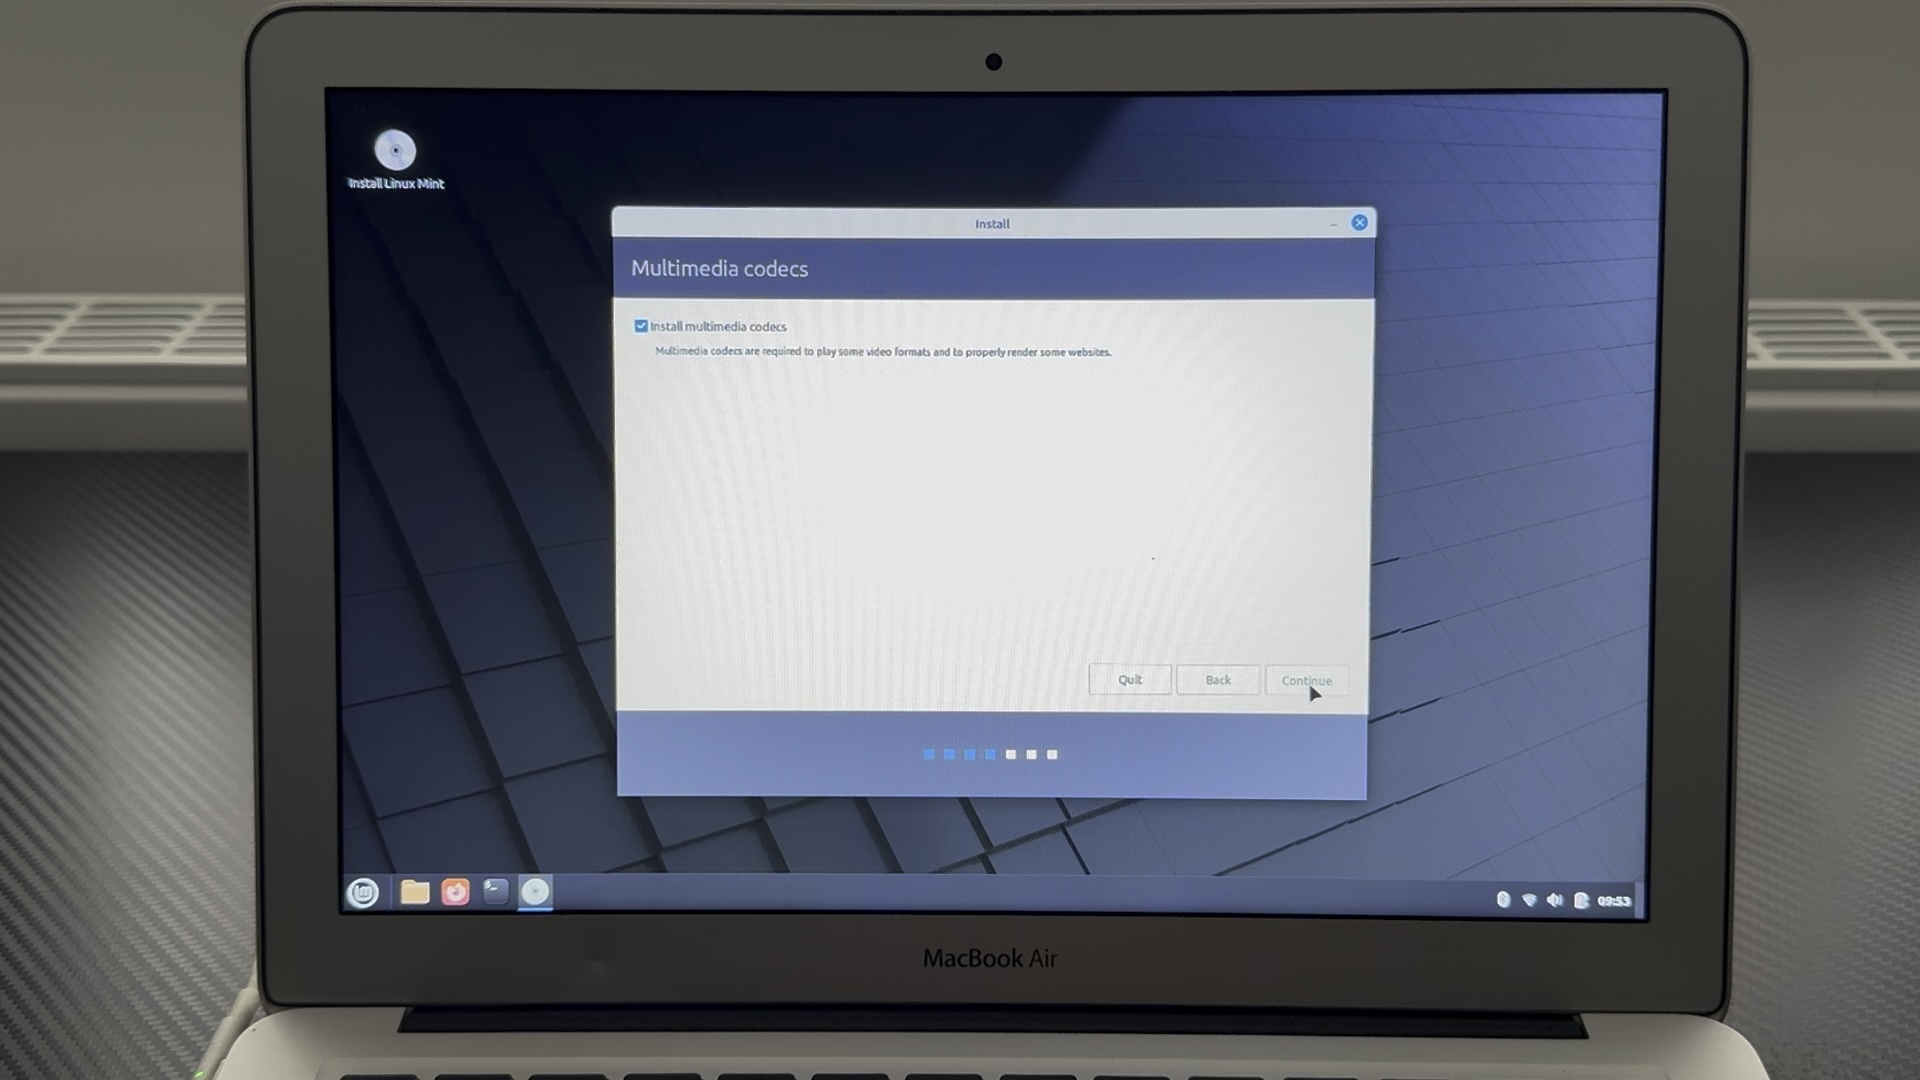 Install Linux Mint
Install
Multimedia codecs
Install multimedia codecs
Multimedia codecs are required to play some video formats and to properly render some websites.
Quit
Back
Continue
09:53
MacBook Air